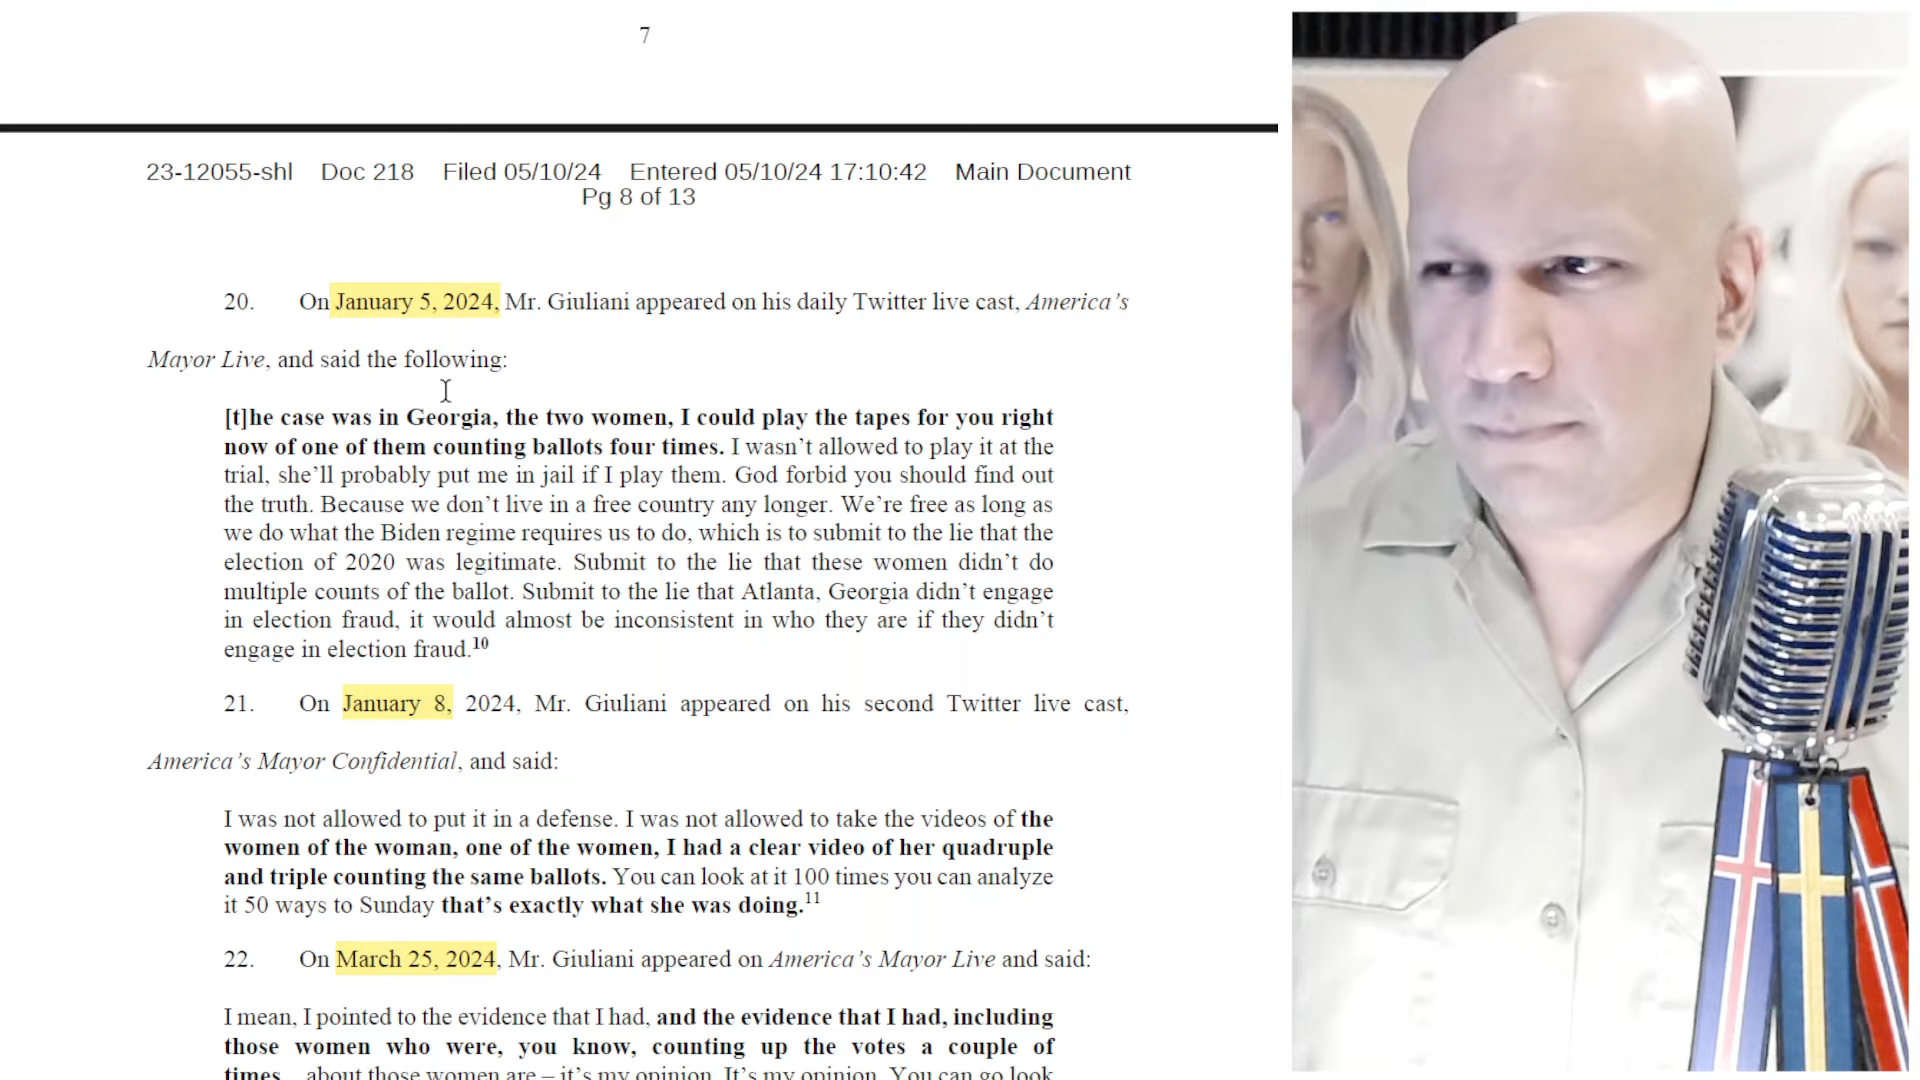 7
23-12055-shl Doc 218 Filed 05/10/24 Entered 05/10/24 17:10:42 Main Document
Pg 8 of 13
20. On January 5, 2024, Mr. Giuliani appeared on his daily Twitter live cast, America’s
Mayor Live, and said the following:
[t]he case was in Georgia, the two women, I could play the tapes for you right
now of one of them counting ballots four times. I wasn’t allowed to play it at the
trial, she’ll probably put me in jail if I play them. God forbid you should find out
the truth. Because we don’t live in a free country any longer. We’re free as long as
we do what the Biden regime requires us to do, which is to submit to the lie that the
election of 2020 was legitimate. Submit to the lie that these women didn’t do
multiple counts of the ballot. Submit to the lie that Atlanta, Georgia didn’t engage
in election fraud, it would almost be inconsistent in who they are if they didn’t
engage in election fraud.10
21. On January 8, 2024, Mr. Giuliani appeared on his second Twitter live cast,
America’s Mayor Confidential, and said:
I was not allowed to put it in a defense. I was not allowed to take the videos of the
women of the woman, one of the women, I had a clear video of her quadruple
and triple counting the same ballots. You can look at it 100 times you can analyze
it 50 ways to Sunday that’s exactly what she was doing.11
22. On March 25, 2024, Mr. Giuliani appeared on America’s Mayor Live and said:
I mean, I pointed to the evidence that I had, and the evidence that I had, including
those women who were, you know, counting up the votes a couple of
times... about those women are – it’s my opinion. It’s my opinion. You can go look